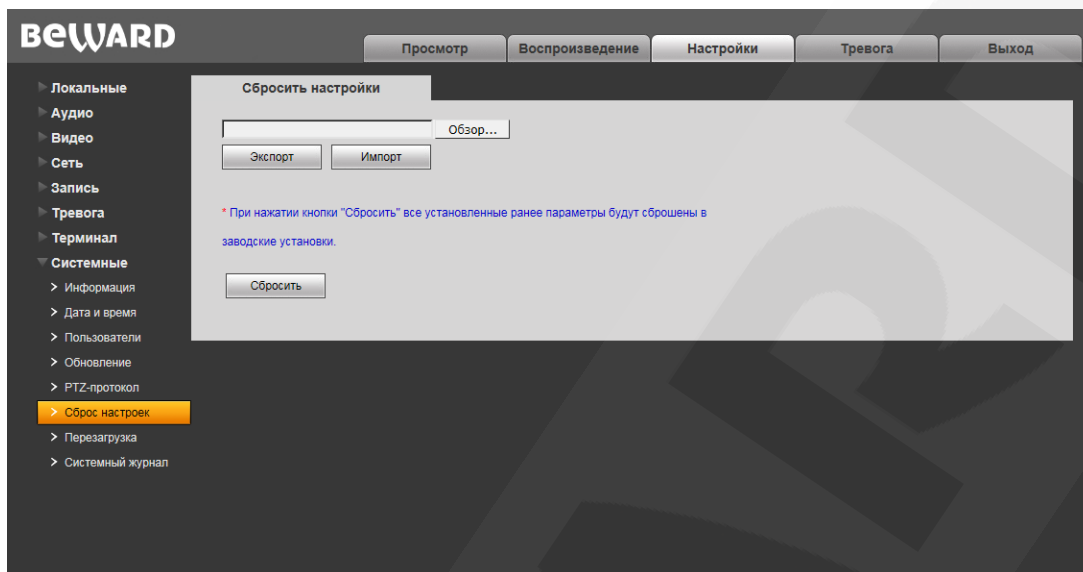 BEWARD
Просмотр
Воспроизведение
Настройки
Тревога
Выход
Локальные
Аудио
Видео
Сеть
Запись
Тревога
Терминал
Системные
Информация
Дата и время
Пользователи
Обновление
PTZ-протокол
Сброс настроек
Перезагрузка
Системный журнал
Сбросить настройки
Обзор...
Экспорт
Импорт
* При нажатии кнопки "Сбросить" все установленные ранее параметры будут сброшены в
заводские установки.
Сбросить